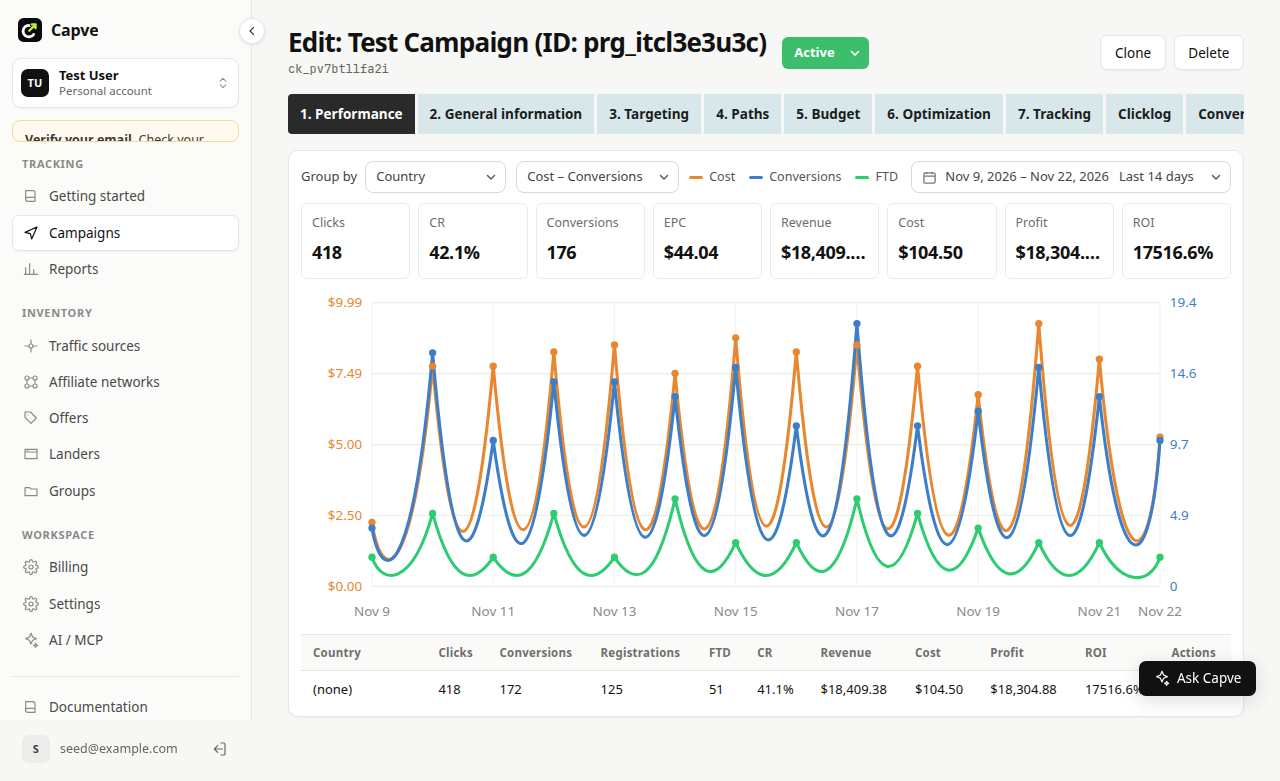 Capve
TU
Test User
Personal account
Verify your email. Check your
TRACKING
Getting started
Campaigns
Reports
INVENTORY
Traffic sources
Affiliate networks
Offers
Landers
Groups
WORKSPACE
Billing
Settings
AI / MCP
Documentation
S seed@example.com
Edit: Test Campaign (ID: prg_itcl3e3u3c)
ck_pv7btllfa2i
Active
Clone Delete
1. Performance 2. General information 3. Targeting 4. Paths 5. Budget 6. Optimization 7. Tracking Clicklog Conver
Group by Country Cost – Conversions Cost Conversions FTD Nov 9, 2026 – Nov 22, 2026 Last 14 days
Clicks CR Conversions EPC Revenue Cost Profit ROI
418 42.1% 176 $44.04 $18,409.... $104.50 $18,304.... 17516.6%
$9.99 19.4
$7.49 14.6
$5.00 9.7
$2.50 4.9
$0.00 0
Nov 9 Nov 11 Nov 13 Nov 15 Nov 17 Nov 19 Nov 21 Nov 22
Country Clicks Conversions Registrations FTD CR Revenue Cost Profit ROI Actions
(none) 418 172 125 51 41.1% $18,409.38 $104.50 $18,304.88 17516.6%
Ask Capve